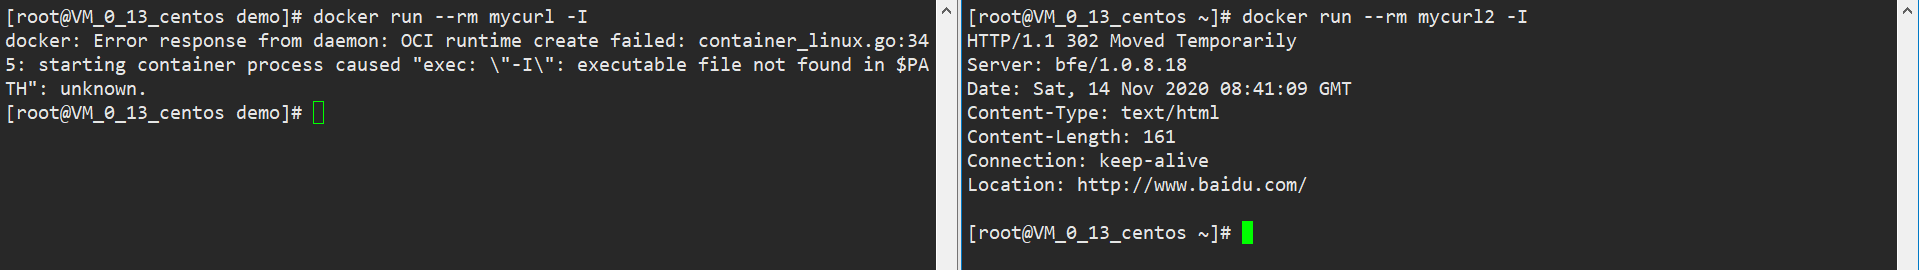 [root@VM_0_13_centos demo]# docker run --rm mycurl -I
docker: Error response from daemon: OCI runtime create failed: container_linux.go:34
5: starting container process caused "exec: \"-I\": executable file not found in $PA
TH": unknown.
[root@VM_0_13_centos demo]#
[root@VM_0_13_centos ~]# docker run --rm mycurl2 -I
HTTP/1.1 302 Moved Temporarily
Server: bfe/1.0.8.18
Date: Sat, 14 Nov 2020 08:41:09 GMT
Content-Type: text/html
Content-Length: 161
Connection: keep-alive
Location: http://www.baidu.com/
[root@VM_0_13_centos ~]#